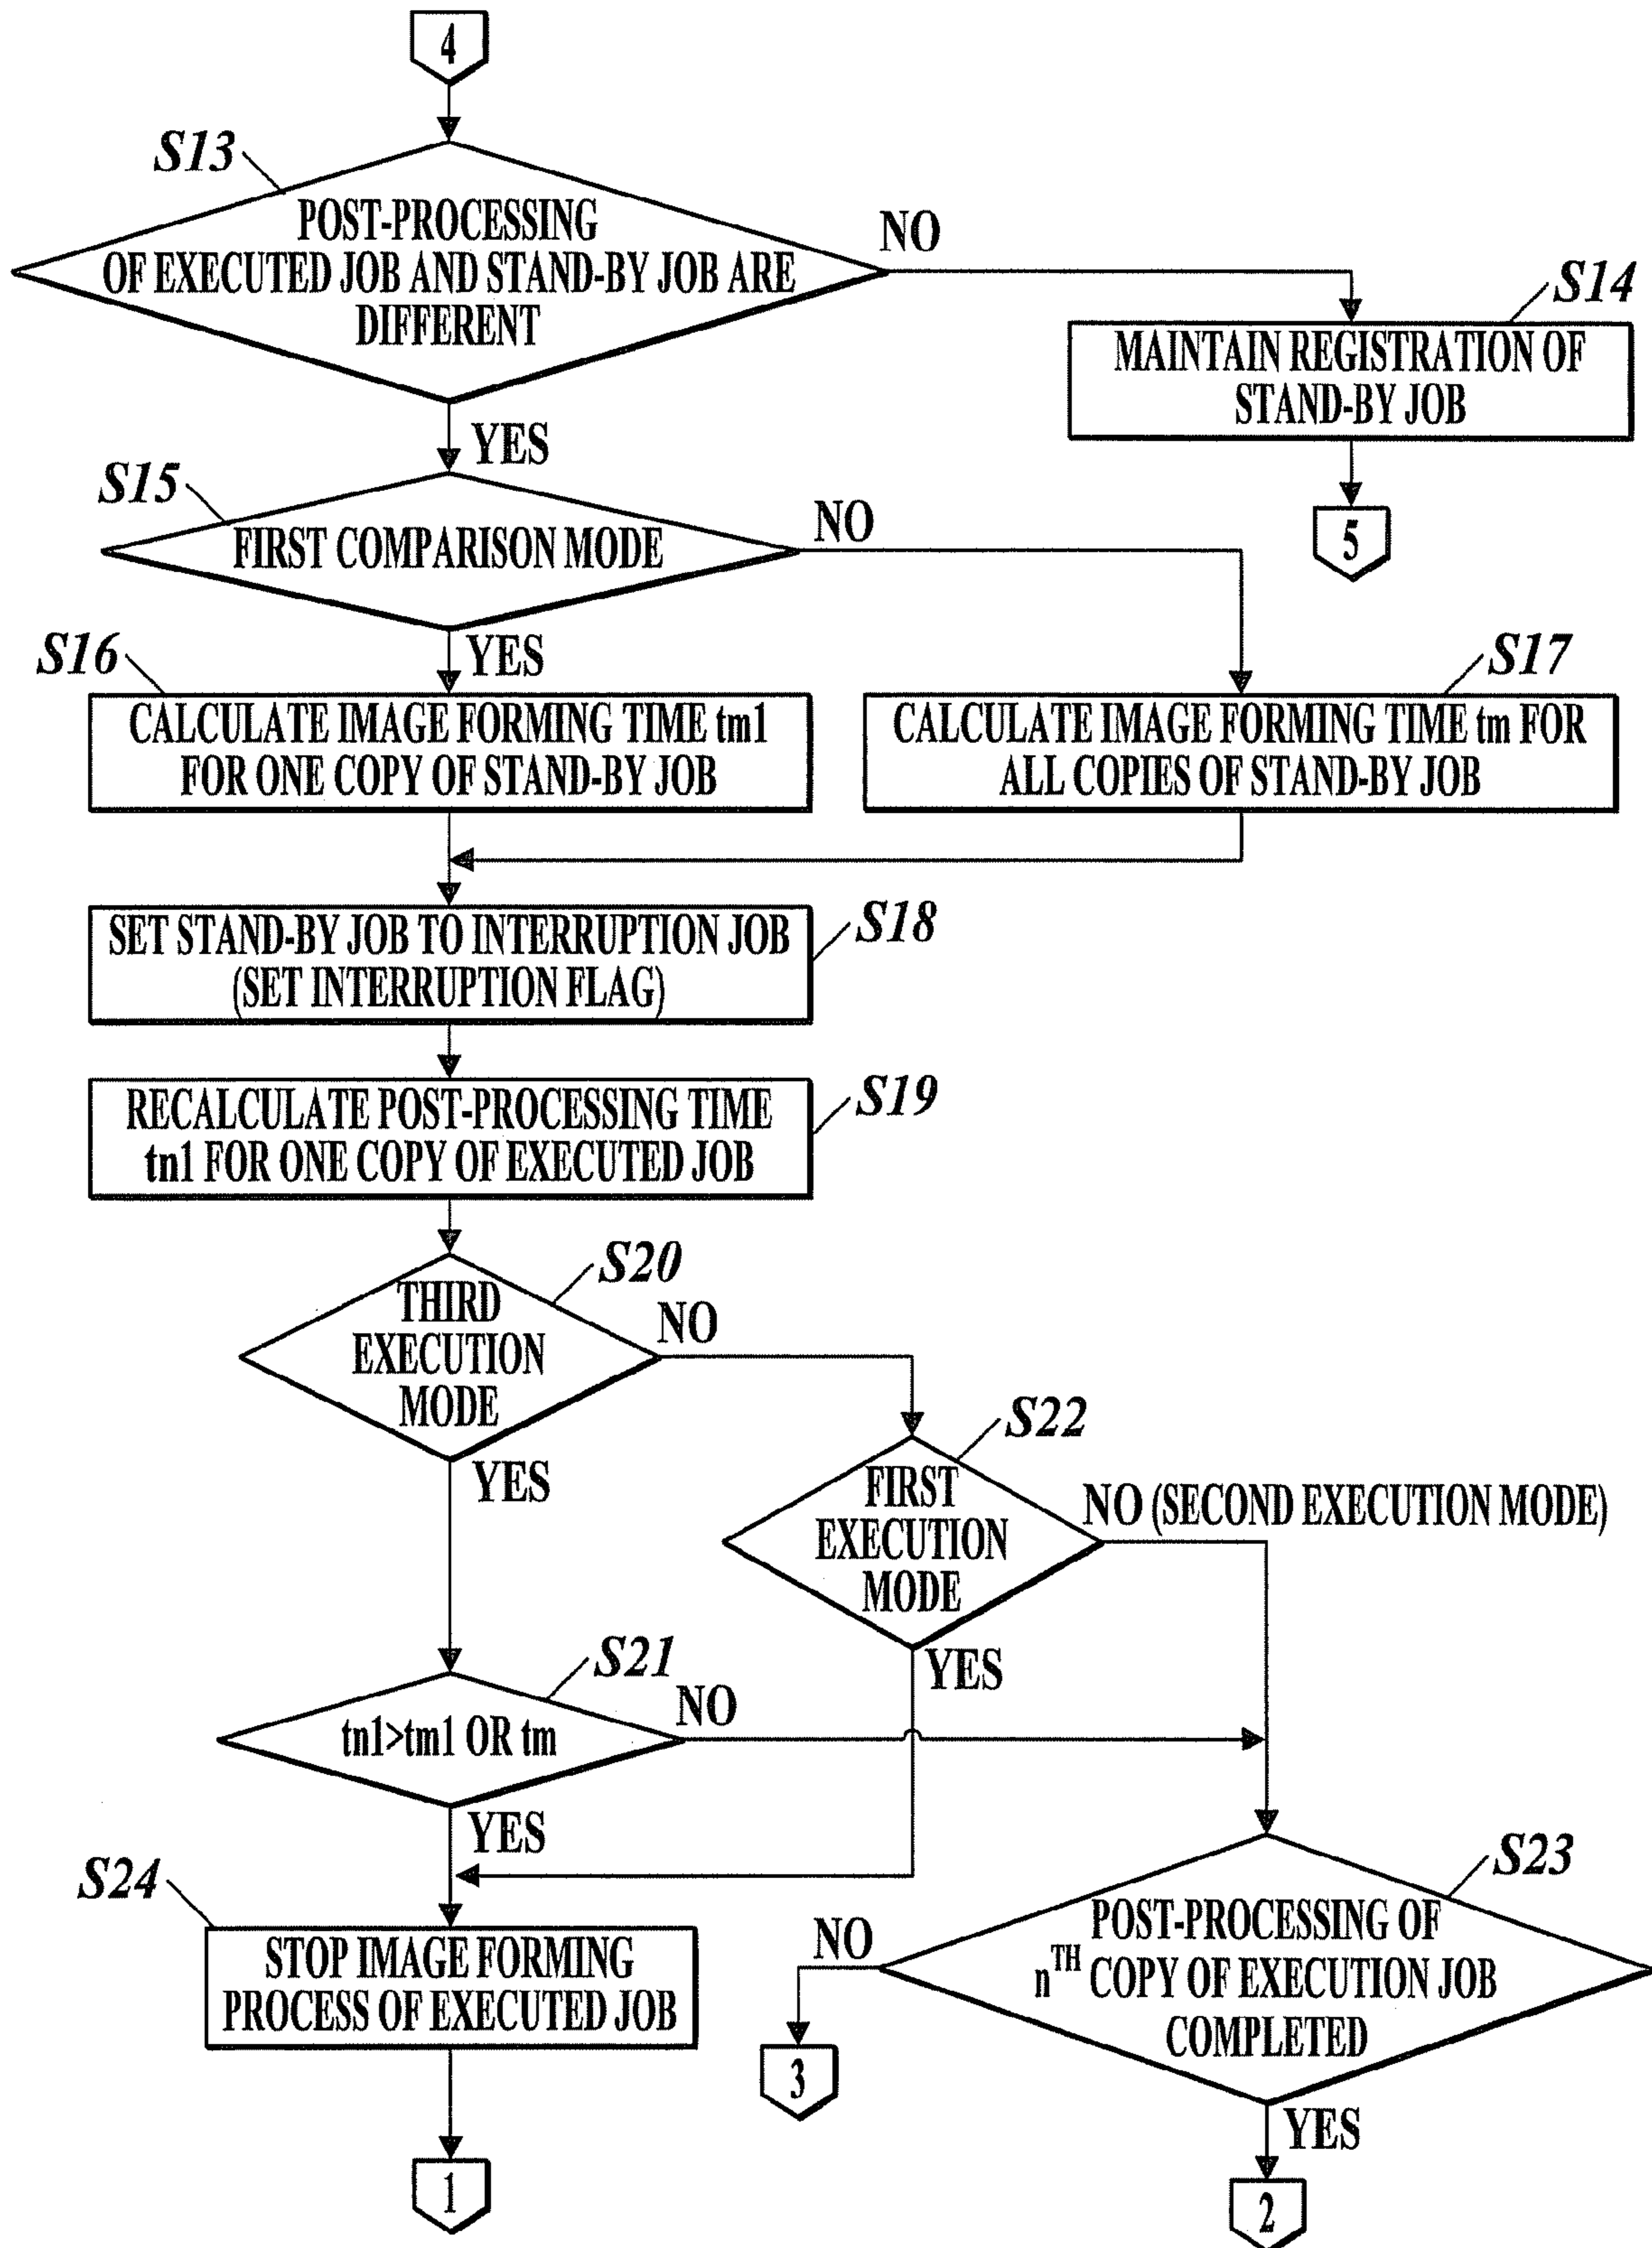 4
S13
POST-PROCESSING
OF EXECUTED JOB AND STAND-BY JOB ARE
DIFFERENT
NO
S14
MAINTAIN REGISTRATION OF
STAND-BY JOB
5
YES
S15
FIRST COMPARISON MODE
NO
YES
S16
CALCULATE IMAGE FORMING TIME tm1
FOR ONE COPY OF STAND-BY JOB
S17
CALCULATE IMAGE FORMING TIME tm FOR
ALL COPIES OF STAND-BY JOB
SET STAND-BY JOB TO INTERRUPTION JOB
(SET INTERRUPTION FLAG)
S18
RECALCULATE POST-PROCESSING TIME
tn1 FOR ONE COPY OF EXECUTED JOB
S19
S20
THIRD
EXECUTION
MODE
NO
YES
S22
FIRST
EXECUTION
MODE
NO (SECOND EXECUTION MODE)
YES
S21
tn1>tm1 OR tm
NO
YES
S23
POST-PROCESSING OF
nTH COPY OF EXECUTION JOB
COMPLETED
NO
3
YES
2
S24
STOP IMAGE FORMING
PROCESS OF EXECUTED JOB
1